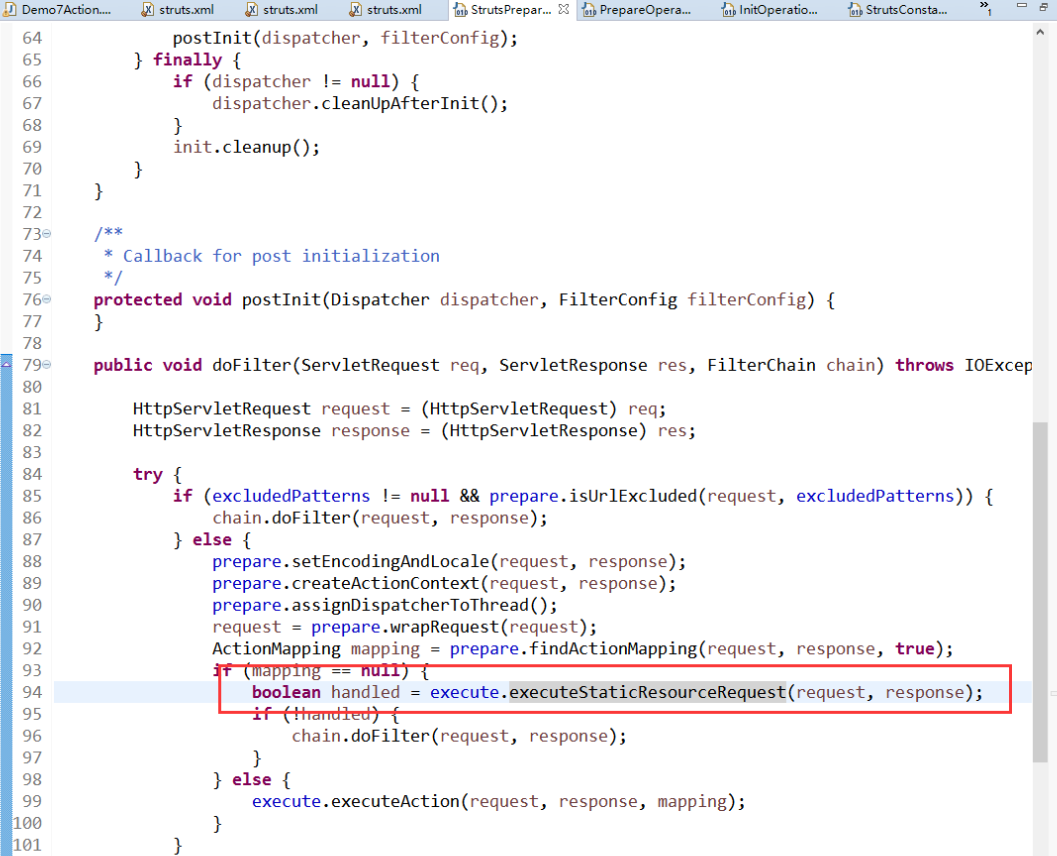 Demo7Action.... struts.xml struts.xml struts.xml StrutsPrepar... PrepareOpera... InitOperatio... StrutsConsta... »1
64 postInit(dispatcher, filterConfig);
65 } finally {
66 if (dispatcher != null) {
67 dispatcher.cleanUpAfterInit();
68 }
69 init.cleanup();
70 }
71 }
72
73 /**
74 * Callback for post initialization
75 */
76 protected void postInit(Dispatcher dispatcher, FilterConfig filterConfig) {
77 }
78
79 public void doFilter(ServletRequest req, ServletResponse res, FilterChain chain) throws IOExcep
80
81 HttpServletRequest request = (HttpServletRequest) req;
82 HttpServletResponse response = (HttpServletResponse) res;
83
84 try {
85 if (excludedPatterns != null && prepare.isUrlExcluded(request, excludedPatterns)) {
86 chain.doFilter(request, response);
87 } else {
88 prepare.setEncodingAndLocale(request, response);
89 prepare.createActionContext(request, response);
90 prepare.assignDispatcherToThread();
91 request = prepare.wrapRequest(request);
92 ActionMapping mapping = prepare.findActionMapping(request, response, true);
93 if (mapping == null) {
94 boolean handled = execute.executeStaticResourceRequest(request, response);
95 if (!handled) {
96 chain.doFilter(request, response);
97 }
98 } else {
99 execute.executeAction(request, response, mapping);
100 }
101 }